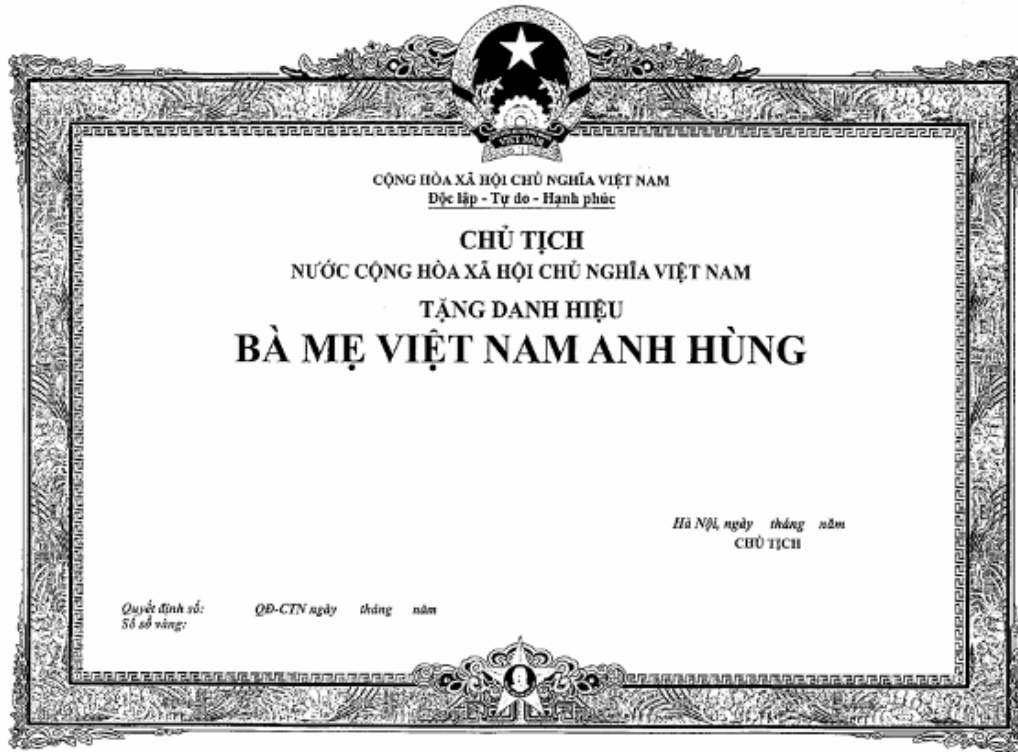 VIỆT NAM
CỘNG HÒA XÃ HỘI CHỦ NGHĨA VIỆT NAM
Độc lập - Tự do - Hạnh phúc
CHỦ TỊCH
NƯỚC CỘNG HÒA XÃ HỘI CHỦ NGHĨA VIỆT NAM
TẶNG DANH HIỆU
BÀ MẸ VIỆT NAM ANH HÙNG
Hà Nội, ngày tháng năm
CHỦ TỊCH
Quyết định số: QĐ-CTN ngày tháng năm
Số sổ vàng: